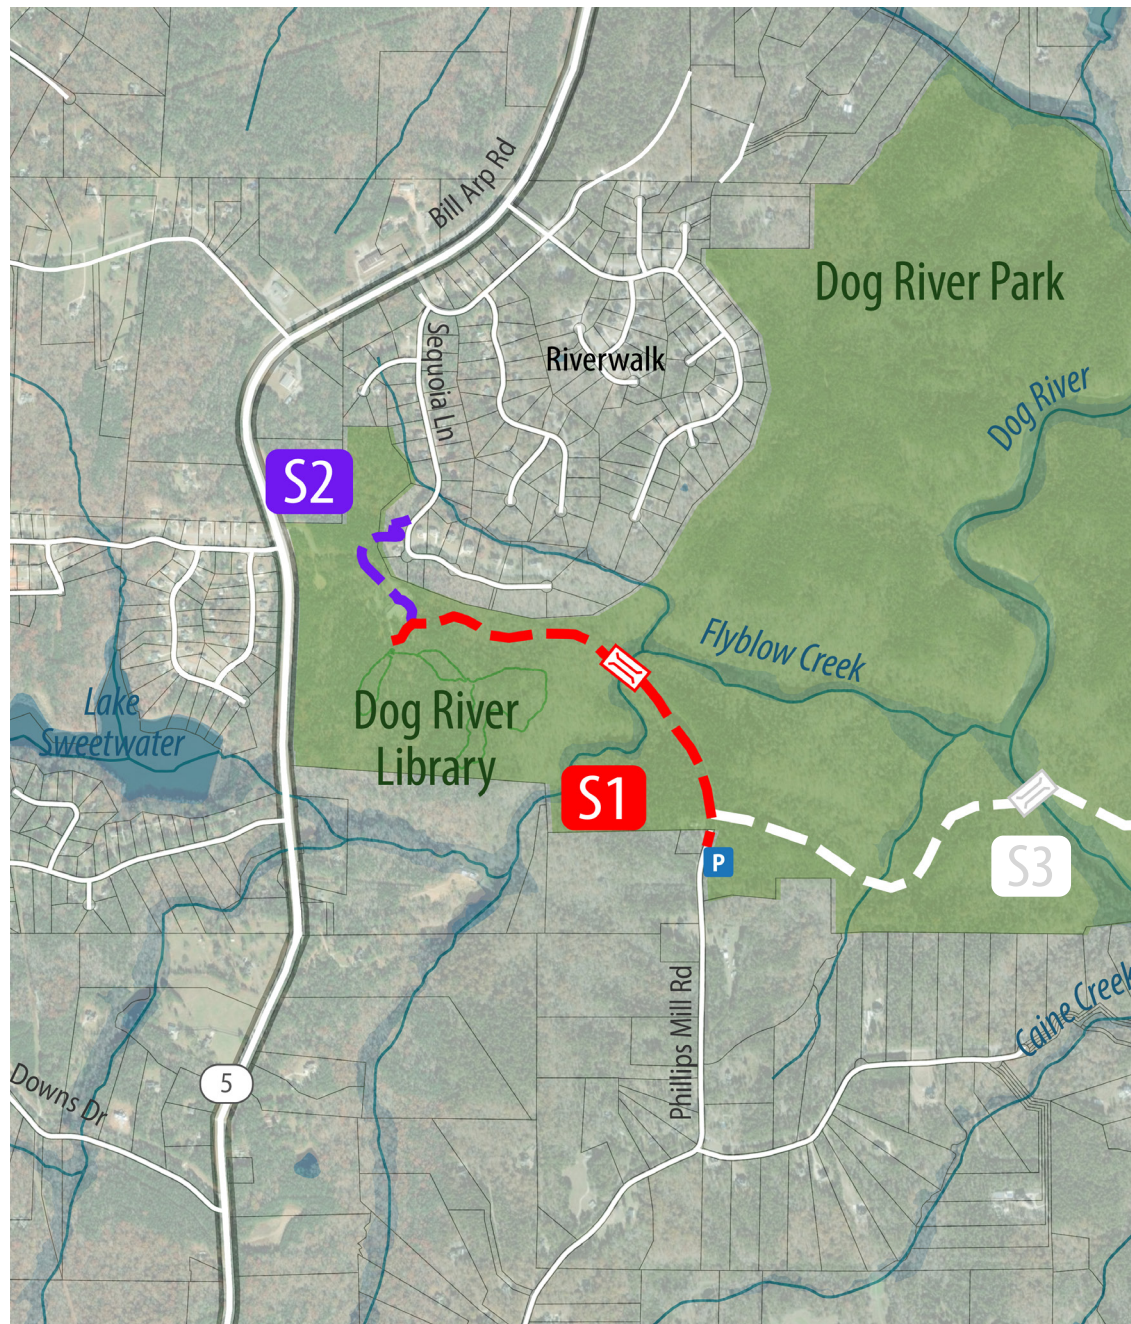 Bill Arp Rd
Dog River Park
Sequoia Ln
Riverwalk
Dog River
S2
Flyblow Creek
Lake
Sweetwater
Dog River
Library
S1
P
S3
Phillips Mill Rd
Caine Creek
5
Downs Dr